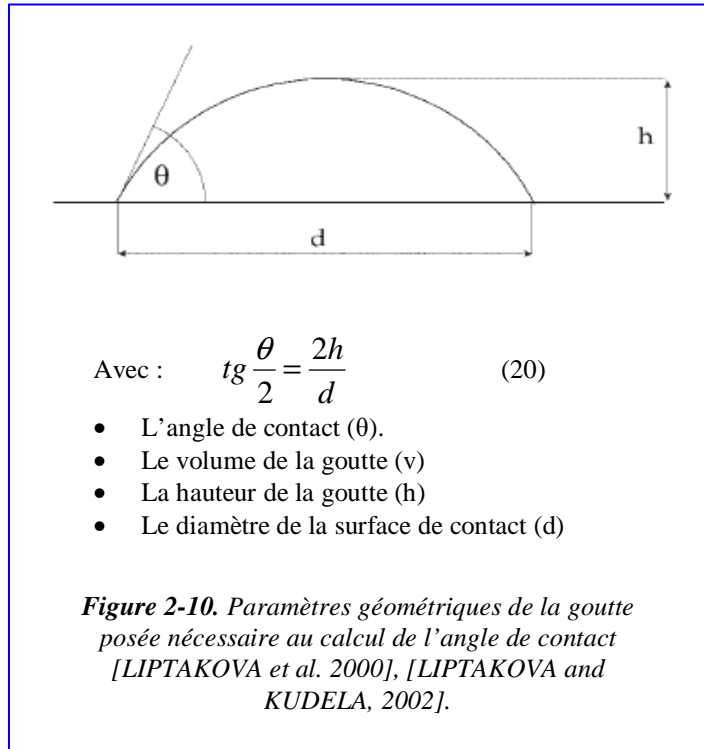 θ
h
d
Avec : tg θ/2 = 2h/d (20)
• L’angle de contact (θ).
• Le volume de la goutte (v)
• La hauteur de la goutte (h)
• Le diamètre de la surface de contact (d)
Figure 2-10. Paramètres géométriques de la goutte
posée nécessaire au calcul de l’angle de contact
[LIPTAKOVA et al. 2000], [LIPTAKOVA and
KUDELA, 2002].